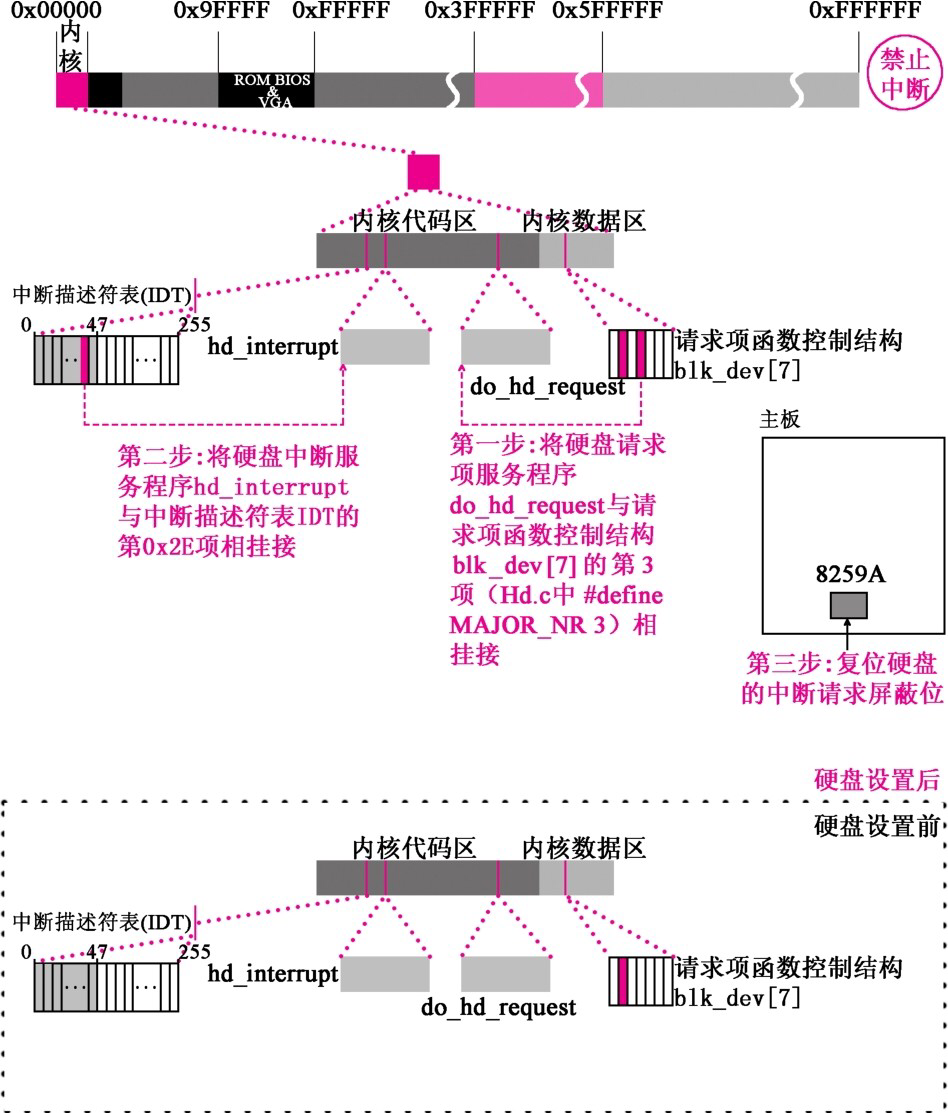 0x00000 0x9FFFF 0xFFFFF 0x3FFFFF 0x5FFFFF 0xFFFFFF
内
核
ROM BIOS
&
VGA
禁止
中断
内核代码区 内核数据区
中断描述符表(IDT)
0 47 255
... ...
hd_interrupt
do_hd_request
请求项函数控制结构
blk_dev[7]
第二步:将硬盘中断服
务程序hd_interrupt
与中断描述符表IDT的
第0x2E项相挂接
第一步:将硬盘请求
项服务程序
do_hd_request与请
求项函数控制结构
blk_dev[7] 的第 3
项（Hd.c中 #define
MAJOR_NR 3）相
挂接
主板
8259A
第三步:复位硬盘
的中断请求屏蔽位
硬盘设置后
硬盘设置前
内核代码区 内核数据区
中断描述符表(IDT)
0 47 255
... ...
hd_interrupt
do_hd_request
请求项函数控制结构
blk_dev[7]